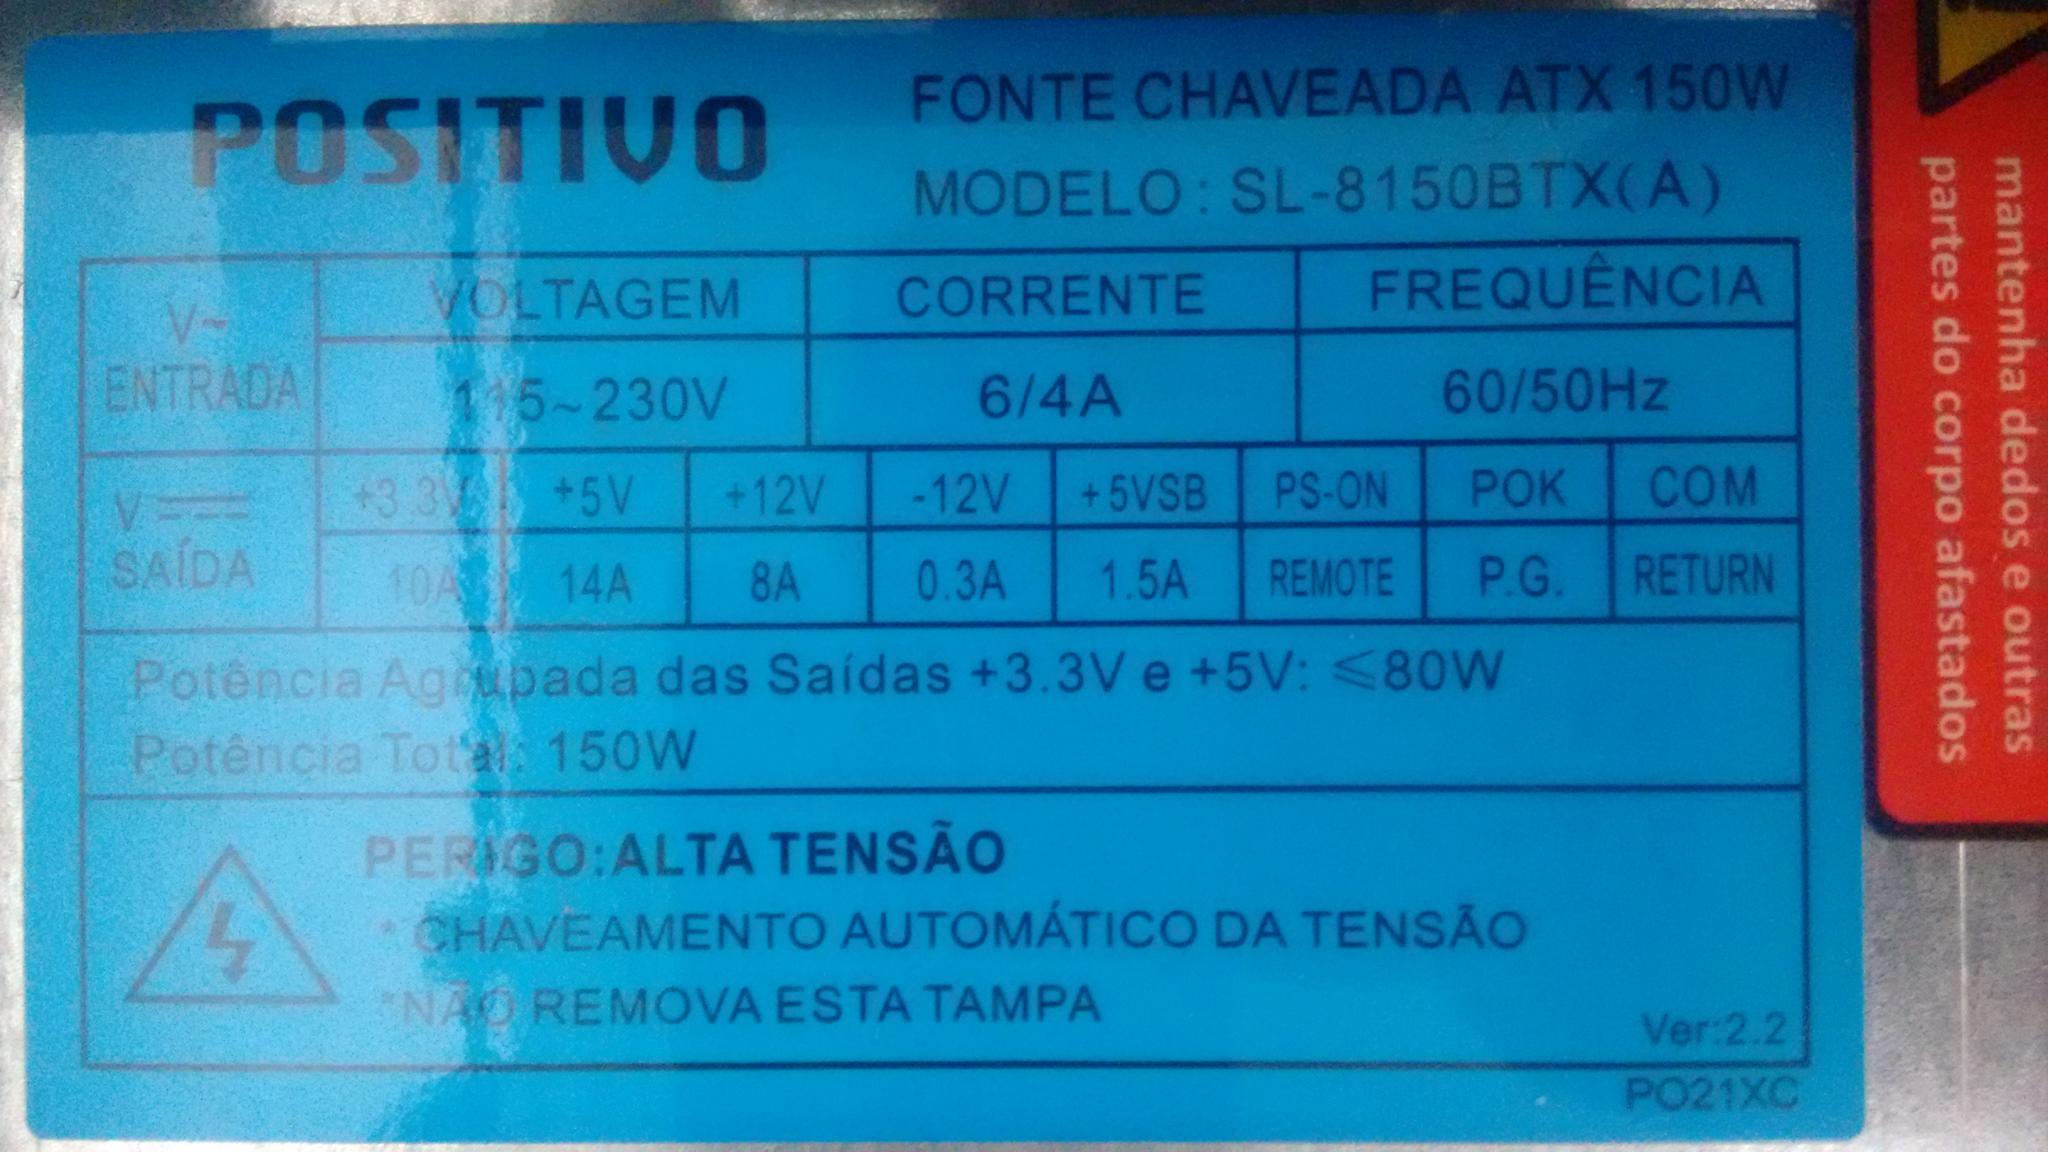 POSITIVO
FONTE CHAVEADA ATX 150W
MODELO: SL-8150BTX(A)
V~ ENTRADA
VOLTAGEM CORRENTE FREQUÊNCIA
115~230V 6/4A 60/50Hz
V SAÍDA
+3.3V +5V +12V -12V +5VSB PS-ON POK COM
10A 14A 8A 0.3A 1.5A REMOTE P.G. RETURN
Potência Agrupada das Saídas +3.3V e +5V: ≤80W
Potência Total: 150W
PERIGO:ALTA TENSÃO
* CHAVEAMENTO AUTOMÁTICO DA TENSÃO
*NÃO REMOVA ESTA TAMPA
Ver:2.2
PO21XC
mantenha dedos e outras
partes do corpo afastados